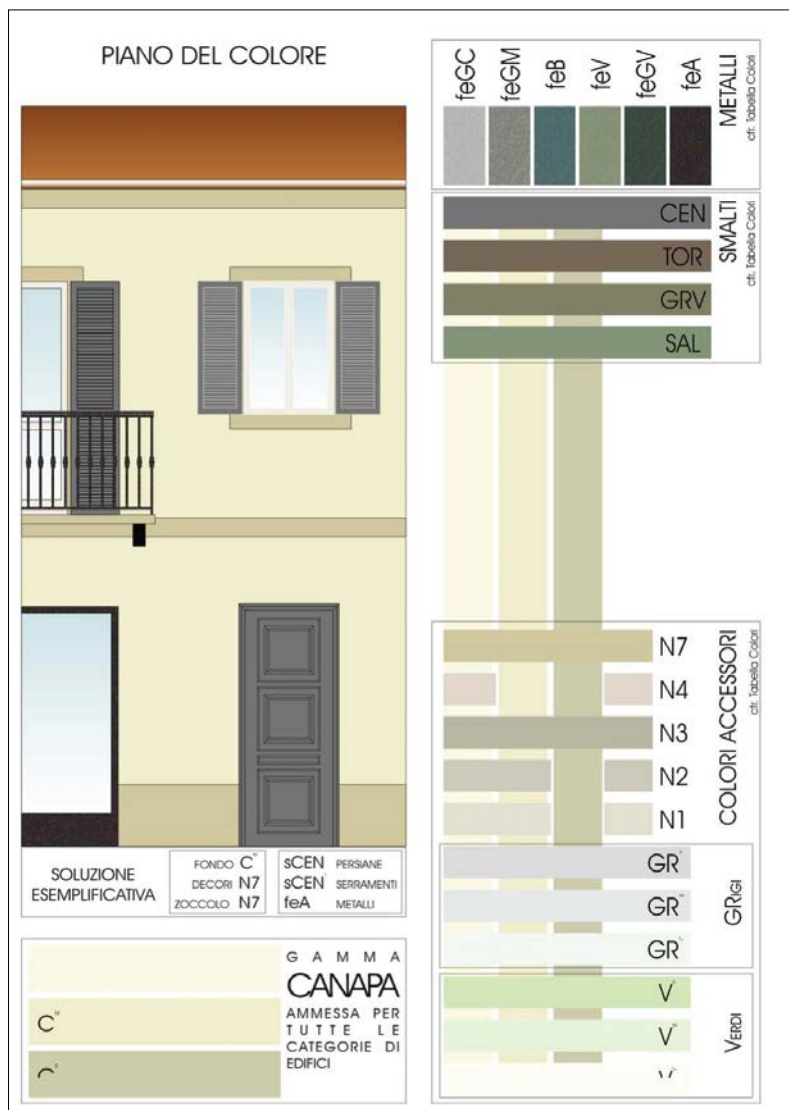 PIANO DEL COLORE
SOLUZIONE
ESEMPLIFICATIVA
FONDO C
DECORI N7
ZOCCOLO N7
sCEN PERSIANE
sCEN SERRAMENTI
feA METALLI
C
GAMMA
CANAPA
AMMESSA PER
TUTTE LE
CATEGORIE DI
EDIFICI
feGC
feGM
feB
feV
feGV
feA
METALLI
cfr. Tabella Colori
CEN
TOR
GRV
SAL
SMALTI
cfr. Tabella Colori
N7
N4
N3
N2
N1
COLORI ACCESSORI
cfr. Tabella Colori
GR
GR
GR
GRIGI
V
V
VERDI